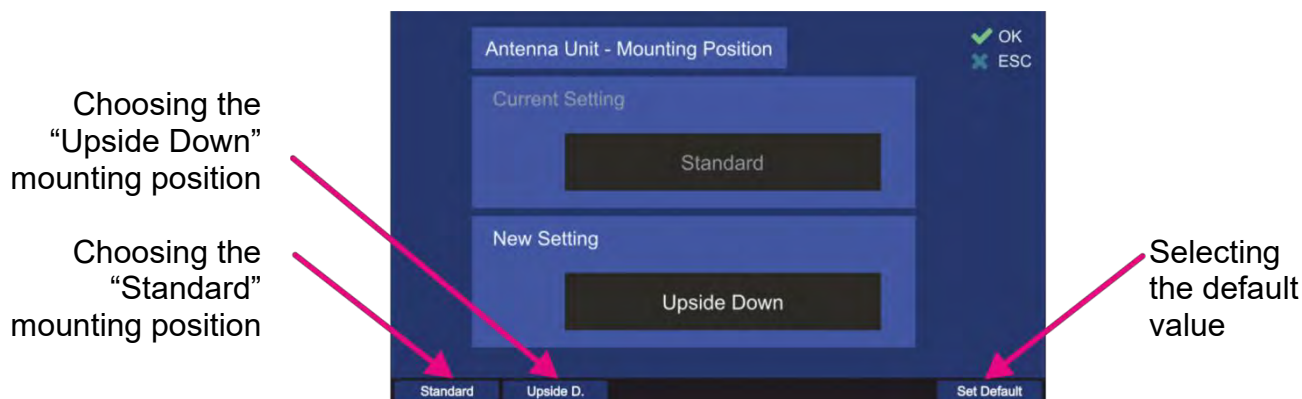 Choosing the
“Upside Down”
mounting position
Choosing the
“Standard”
mounting position
Antenna Unit - Mounting Position
OK
ESC
Current Setting
Standard
New Setting
Upside Down
Standard
Upside D.
Set Default
Selecting
the default
value